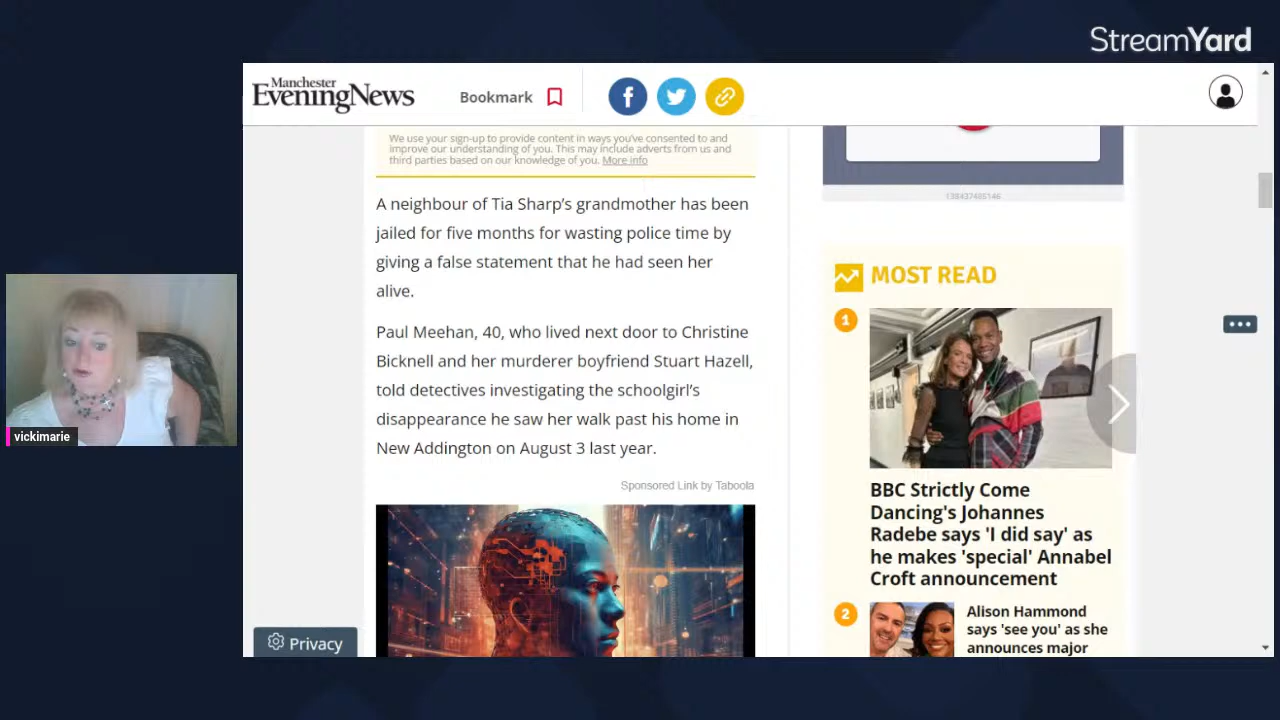 StreamYard
Manchester
EveningNews
Bookmark
We use your sign-up to provide content in ways you've consented to and
improve our understanding of you. This may include adverts from us and
third parties based on our knowledge of you. More info
A neighbour of Tia Sharp’s grandmother has been
jailed for five months for wasting police time by
giving a false statement that he had seen her
alive.
Paul Meehan, 40, who lived next door to Christine
Bicknell and her murderer boyfriend Stuart Hazell,
told detectives investigating the schoolgirl’s
disappearance he saw her walk past his home in
New Addington on August 3 last year.
Sponsored Link by Taboola
Privacy
138437405146
MOST READ
1
BBC Strictly Come
Dancing's Johannes
Radebe says 'I did say' as
he makes 'special' Annabel
Croft announcement
2
Alison Hammond
says 'see you' as she
announces major
vickimarie